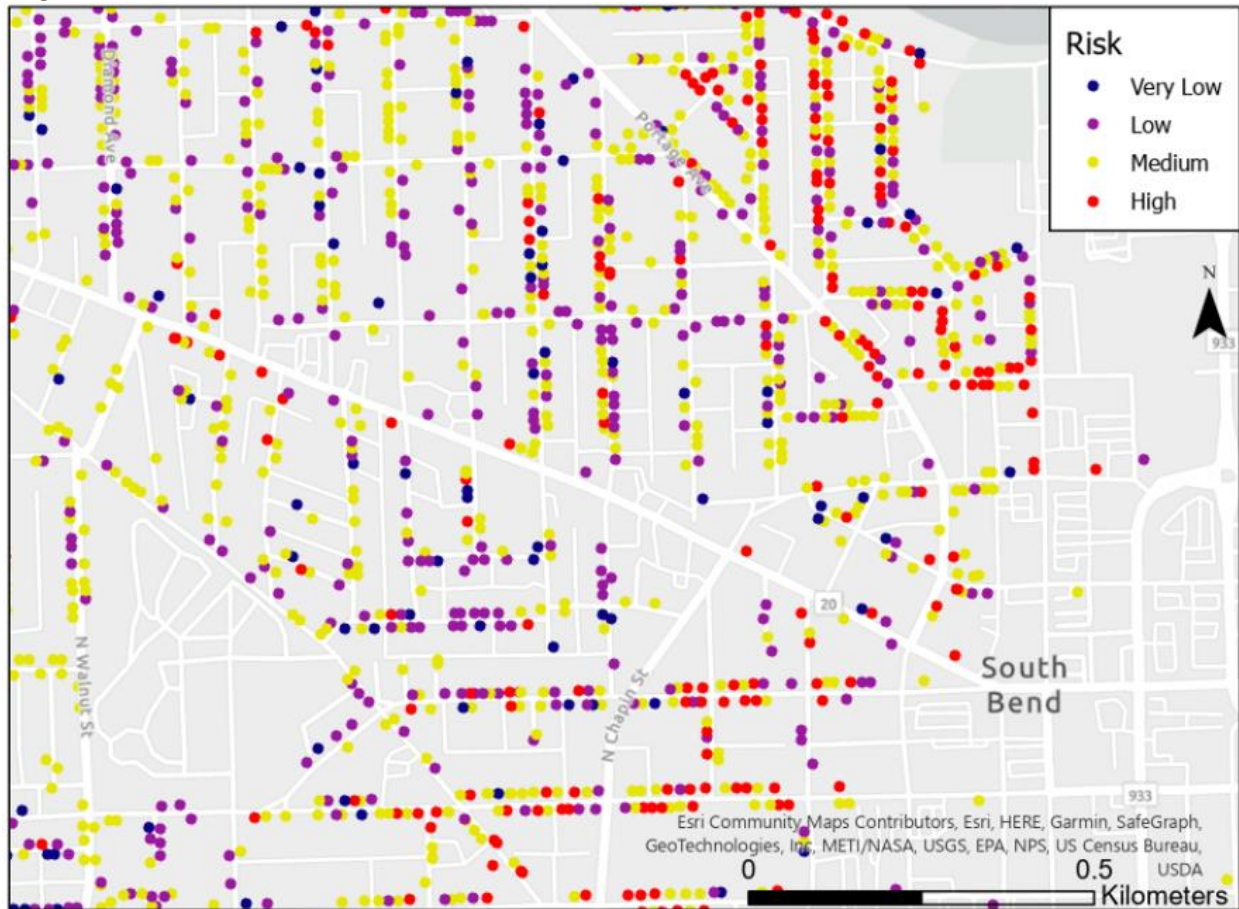 Risk
Very Low
Low
Medium
High
N
933
Diamond Ave
Portage Ave
20
South
Bend
N Walnut St
N Chapin St
933
Esri Community Maps Contributors, Esri, HERE, Garmin, SafeGraph,
GeoTechnologies, Inc, METI/NASA, USGS, EPA, NPS, US Census Bureau,
USDA
0 0.5
Kilometers